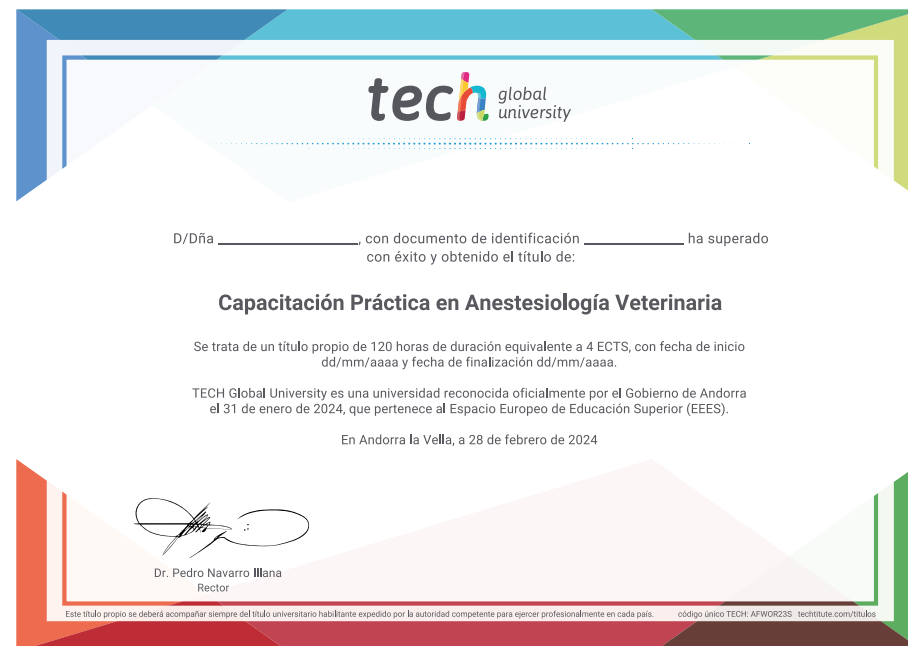 tech global university
D/Dña ________________, con documento de identificación ____________ ha superado
con éxito y obtenido el título de:
Capacitación Práctica en Anestesiología Veterinaria
Se trata de un título propio de 120 horas de duración equivalente a 4 ECTS, con fecha de inicio
dd/mm/aaaa y fecha de finalización dd/mm/aaaa.
TECH Global University es una universidad reconocida oficialmente por el Gobierno de Andorra
el 31 de enero de 2024, que pertenece al Espacio Europeo de Educación Superior (EEES).
En Andorra la Vella, a 28 de febrero de 2024
Dr. Pedro Navarro Illana
Rector
Este título propio se deberá acompañar siempre del título universitario habilitante expedido por la autoridad competente para ejercer profesionalmente en cada país. código único TECH: AFWOR23S techtitute.com/titulos